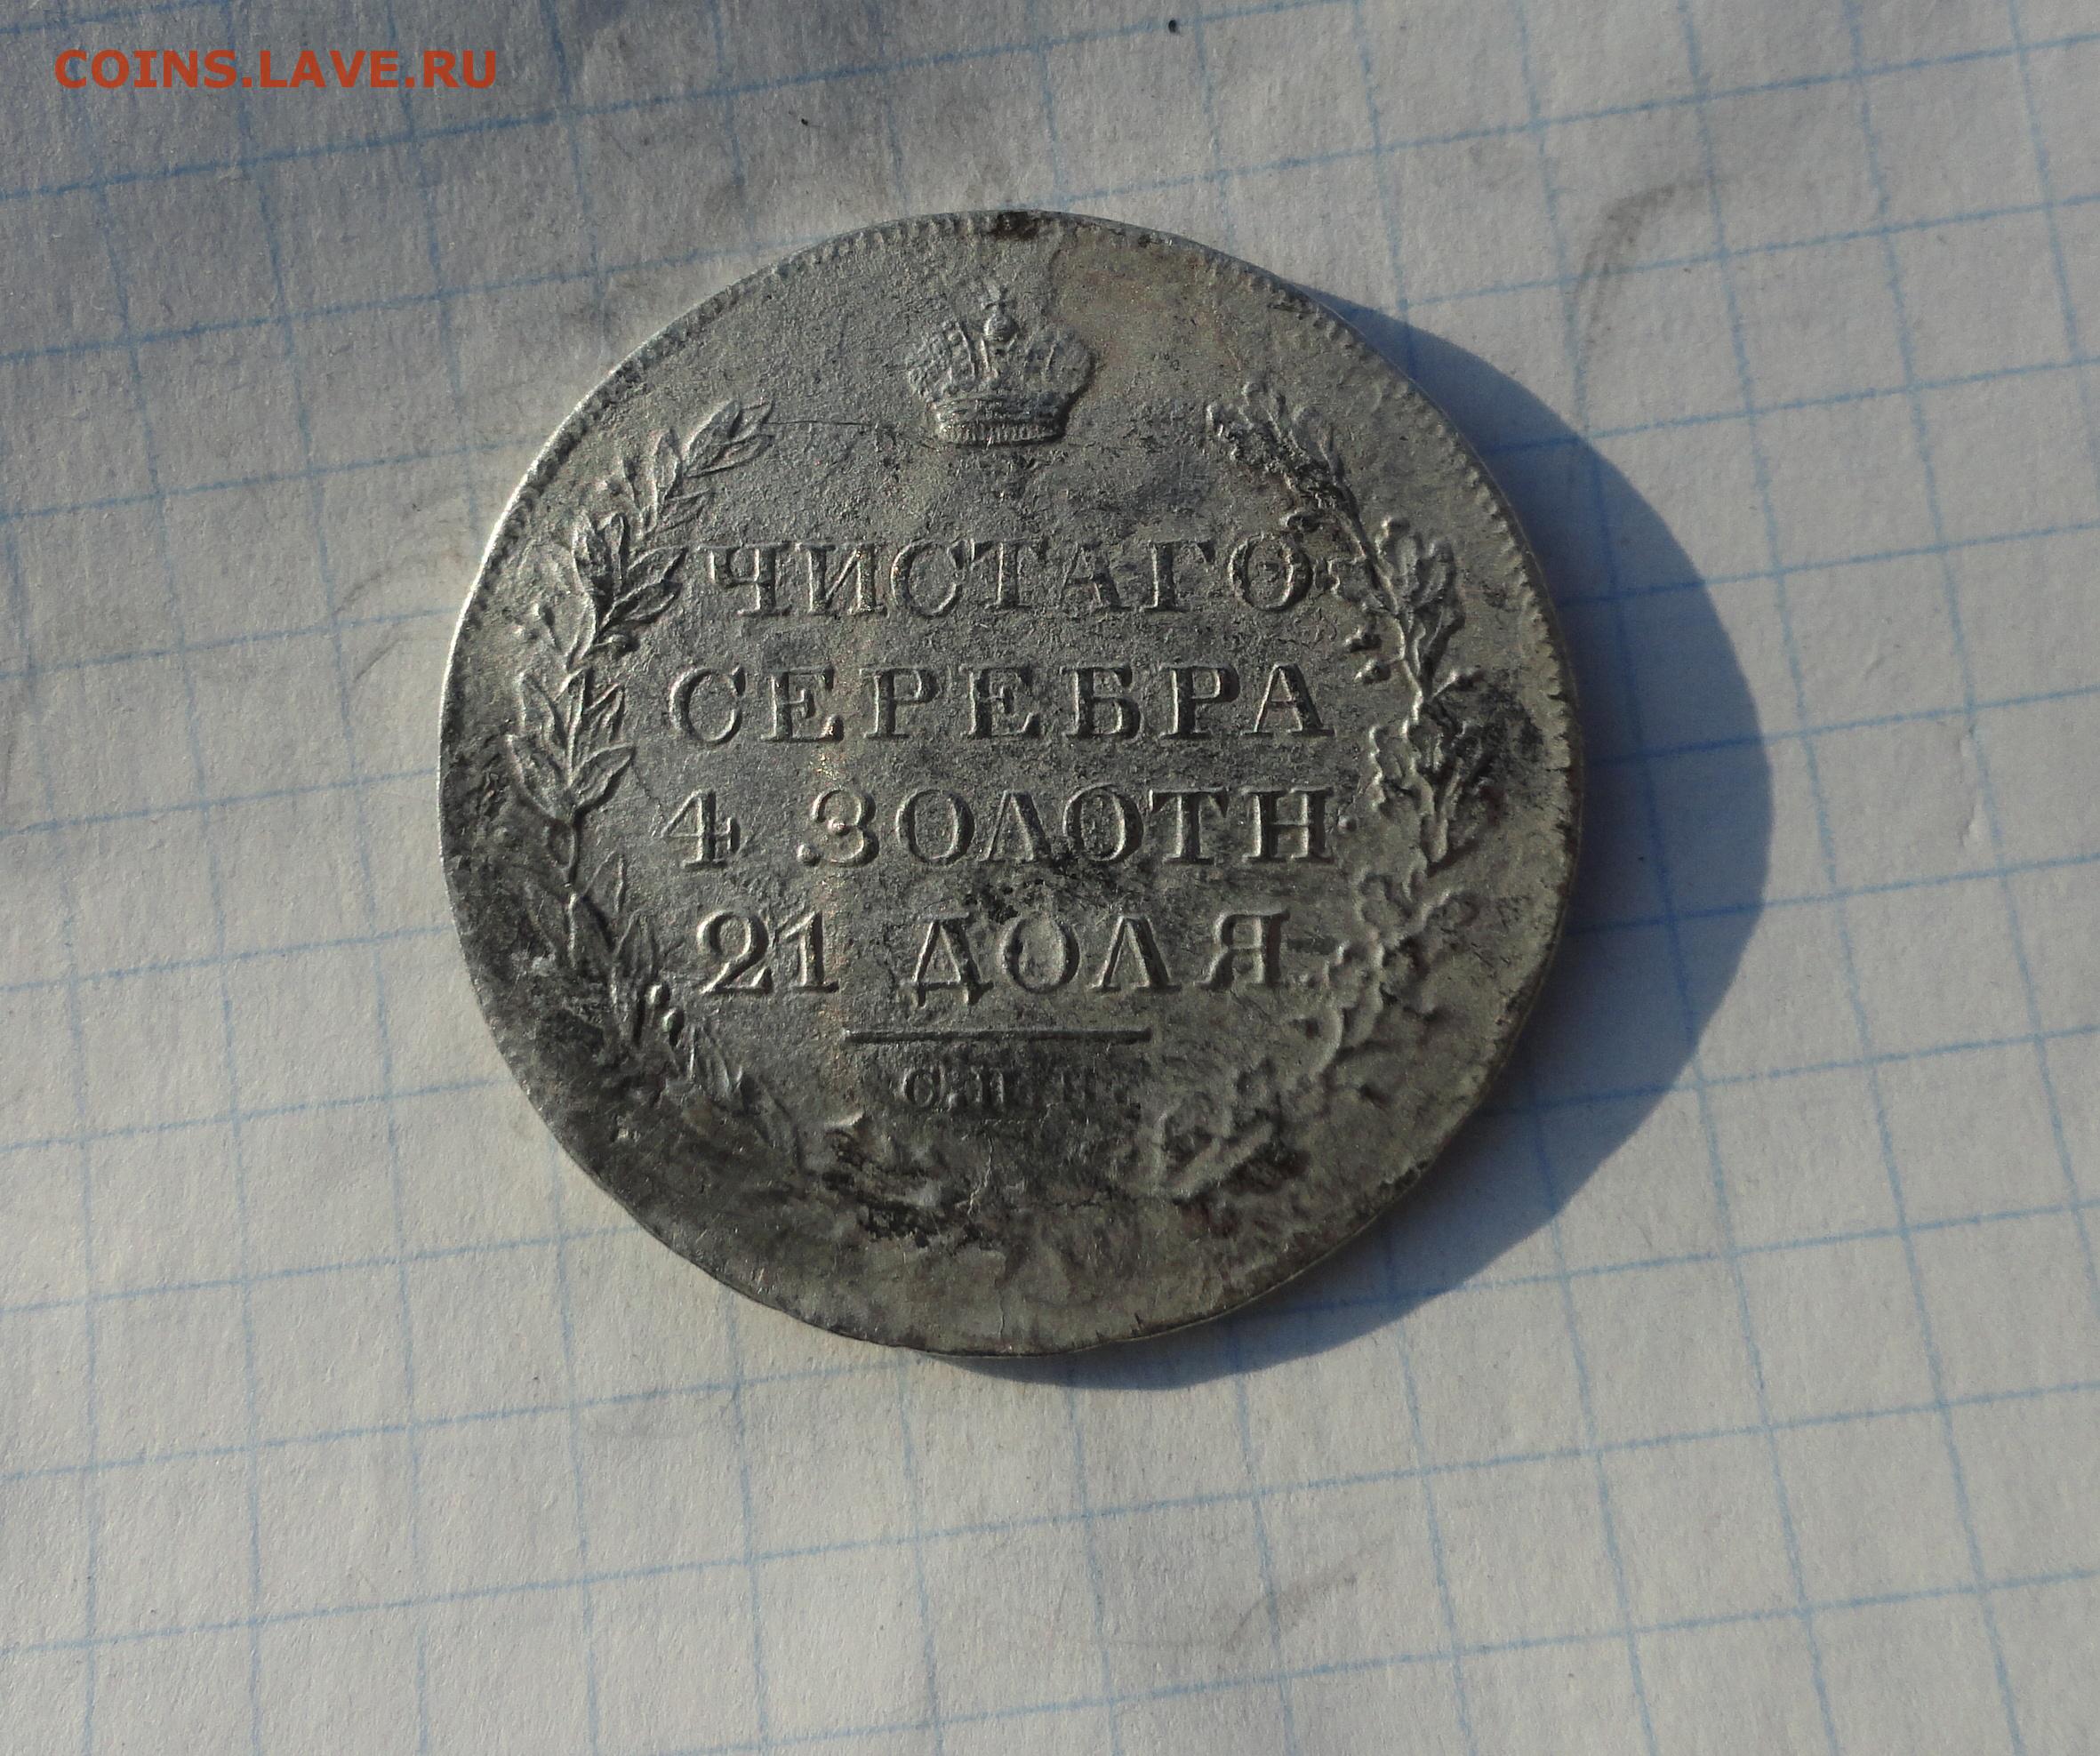 COINS.LAVE.RU
ЧИСТАГО
СЕРЕБРА
4 ЗОЛОТН.
21 ДОЛЯ.
С.П.Б.